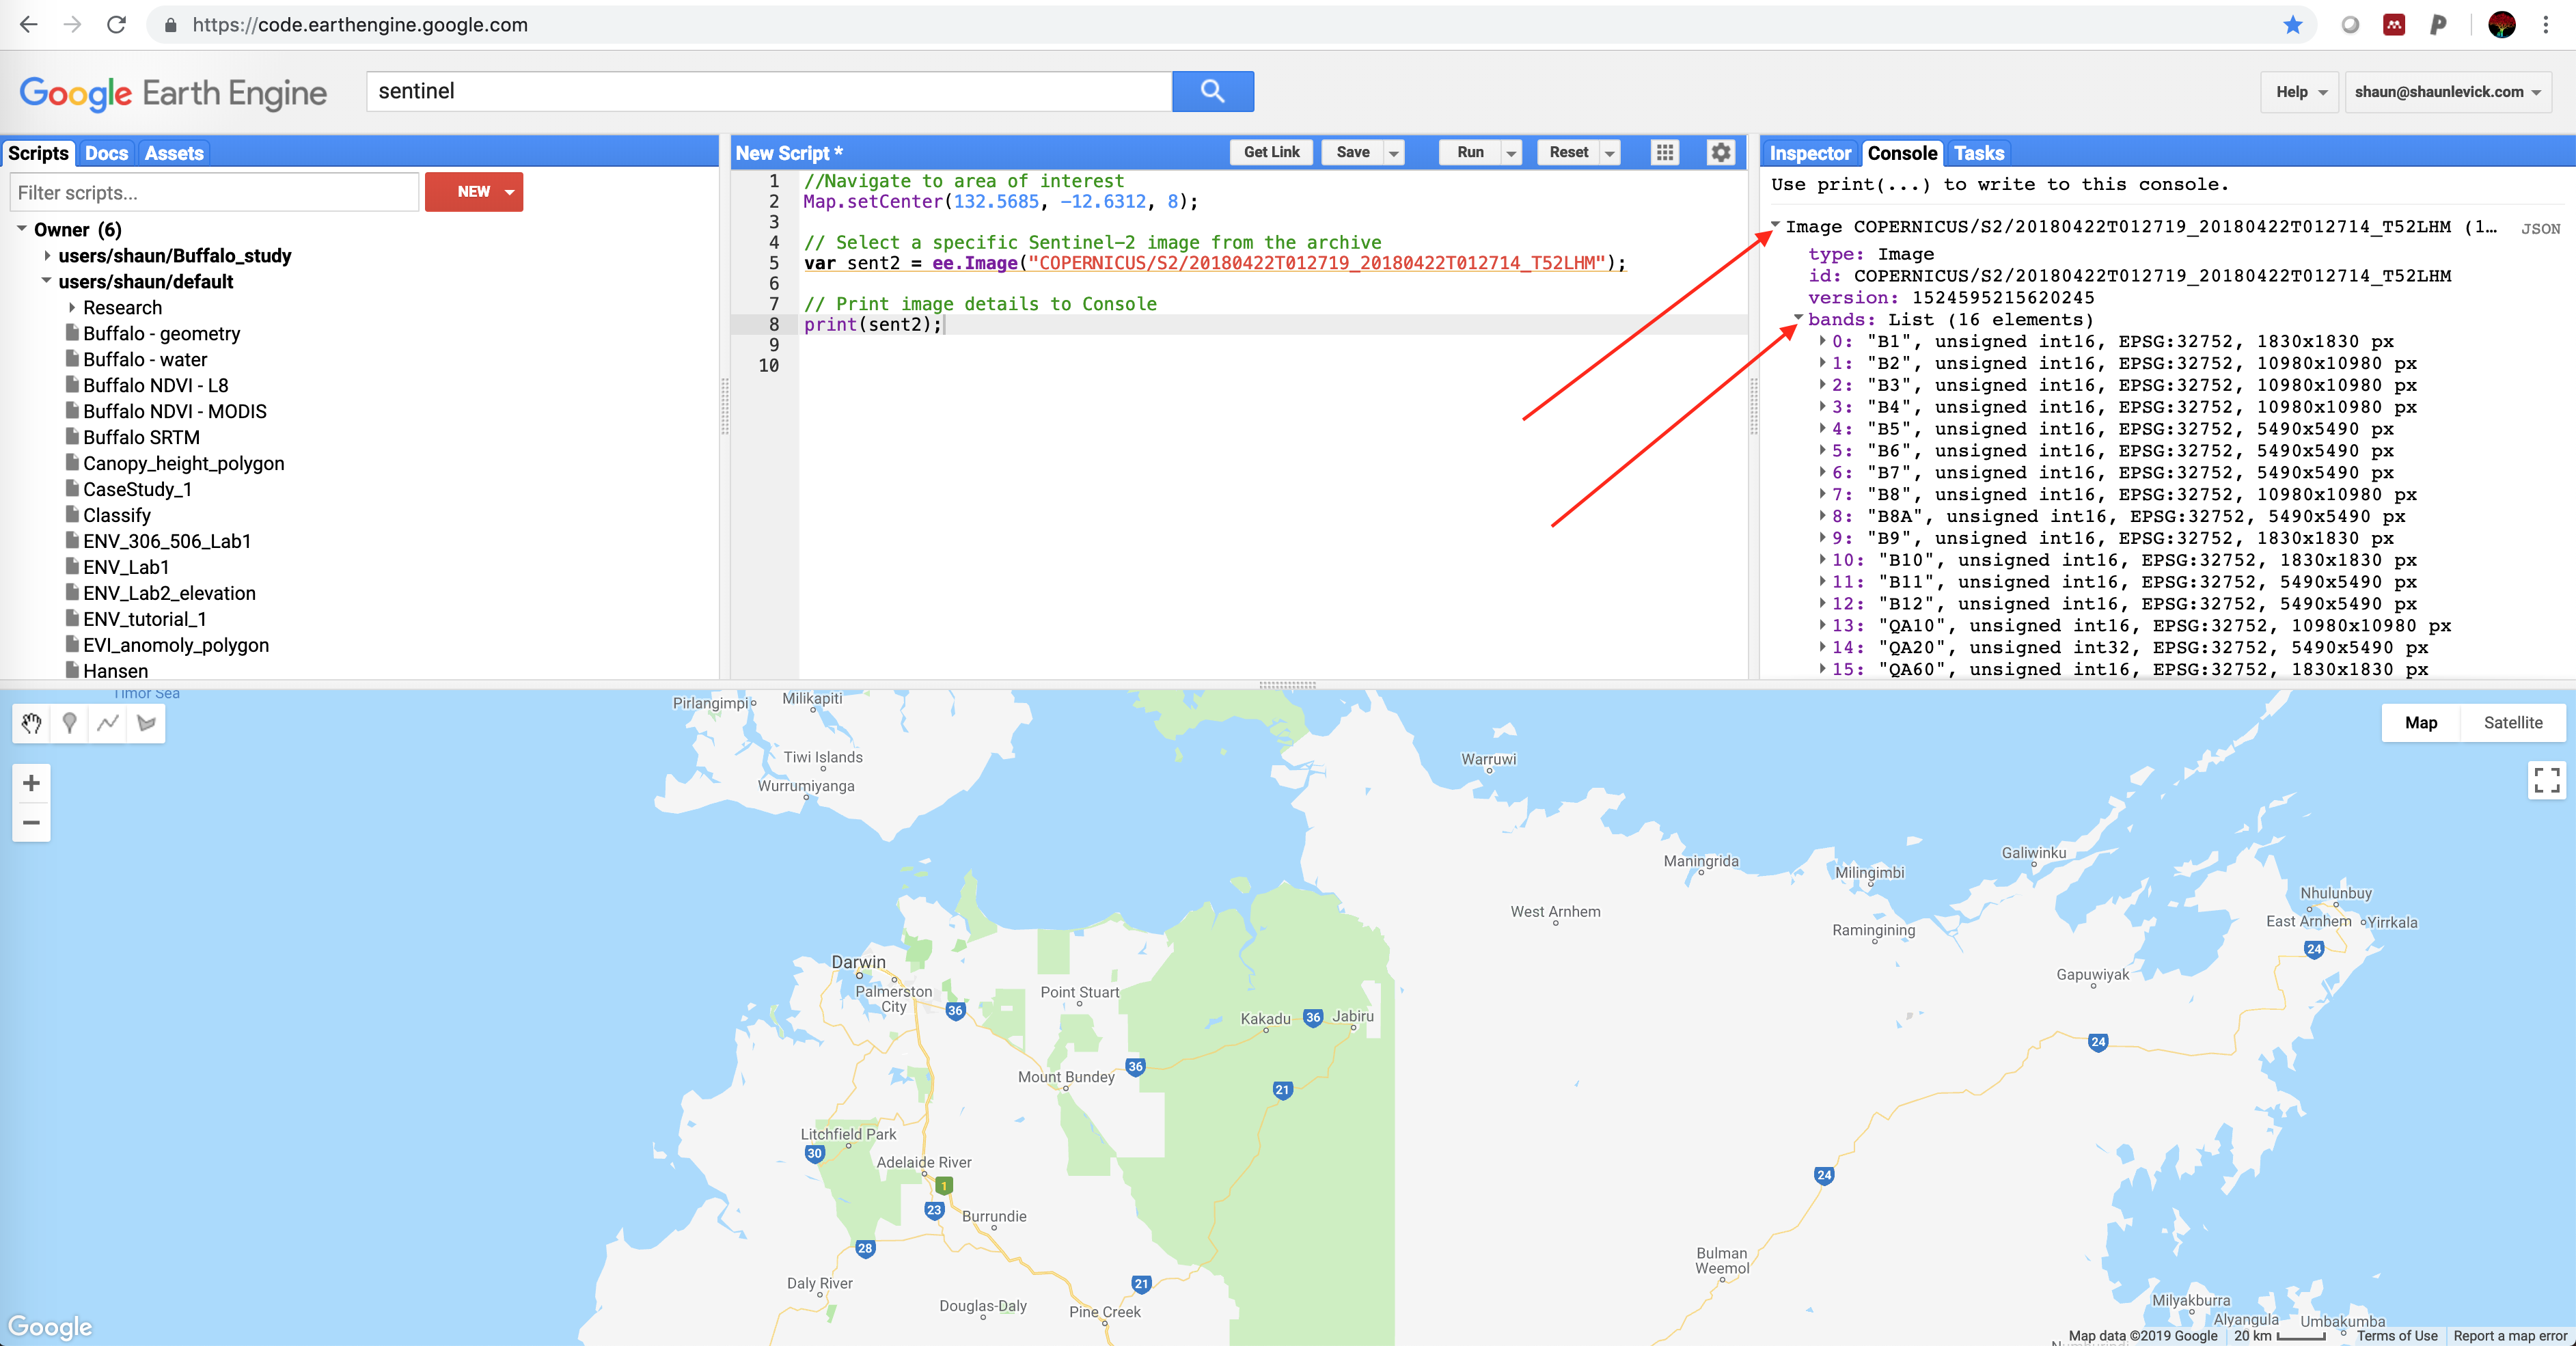 https://code.earthengine.google.com
Google Earth Engine
sentinel
Help
shaun@shaunlevick.com
Scripts Docs Assets
Filter scripts...
NEW
Owner (6)
users/shaun/Buffalo_study
users/shaun/default
Research
Buffalo - geometry
Buffalo - water
Buffalo NDVI - L8
Buffalo NDVI - MODIS
Buffalo SRTM
Canopy_height_polygon
CaseStudy_1
Classify
ENV_306_506_Lab1
ENV_Lab1
ENV_Lab2_elevation
ENV_tutorial_1
EVI_anomoly_polygon
Hansen
New Script *
Get Link Save Run Reset
1 //Navigate to area of interest
2 Map.setCenter(132.5685, -12.6312, 8);
3
4 // Select a specific Sentinel-2 image from the archive
5 var sent2 = ee.Image("COPERNICUS/S2/20180422T012719_20180422T012714_T52LHM");
6
7 // Print image details to Console
8 print(sent2);
9
10
Inspector Console Tasks
Use print(...) to write to this console.
Image COPERNICUS/S2/20180422T012719_20180422T012714_T52LHM (1... JSON
type: Image
id: COPERNICUS/S2/20180422T012719_20180422T012714_T52LHM
version: 1524595215620245
bands: List (16 elements)
0: "B1", unsigned int16, EPSG:32752, 1830x1830 px
1: "B2", unsigned int16, EPSG:32752, 10980x10980 px
2: "B3", unsigned int16, EPSG:32752, 10980x10980 px
3: "B4", unsigned int16, EPSG:32752, 10980x10980 px
4: "B5", unsigned int16, EPSG:32752, 5490x5490 px
5: "B6", unsigned int16, EPSG:32752, 5490x5490 px
6: "B7", unsigned int16, EPSG:32752, 5490x5490 px
7: "B8", unsigned int16, EPSG:32752, 10980x10980 px
8: "B8A", unsigned int16, EPSG:32752, 5490x5490 px
9: "B9", unsigned int16, EPSG:32752, 1830x1830 px
10: "B10", unsigned int16, EPSG:32752, 1830x1830 px
11: "B11", unsigned int16, EPSG:32752, 5490x5490 px
12: "B12", unsigned int16, EPSG:32752, 5490x5490 px
13: "QA10", unsigned int16, EPSG:32752, 10980x10980 px
14: "QA20", unsigned int32, EPSG:32752, 5490x5490 px
15: "QA60", unsigned int16, EPSG:32752, 1830x1830 px
Timor Sea
Pirlangimpi
Milikapiti
Map Satellite
Tiwi Islands
Warruwi
Wurrumiyanga
Maningrida
Galiwinku
Milingimbi
Nhulunbuy
West Arnhem
East Arnhem
Yirrkala
Ramingining
24
Darwin
Gapuwiyak
Palmerston
City
Point Stuart
36
Kakadu
36
Jabiru
24
36
Mount Bundey
21
Litchfield Park
30
Adelaide River
24
1
23
Burrundie
28
Bulman
Weemol
Daly River
21
Douglas-Daly
Pine Creek
Milyakburra
Alyangula
Umbakumba
Google
Map data ©2019 Google 20 km Terms of Use Report a map error